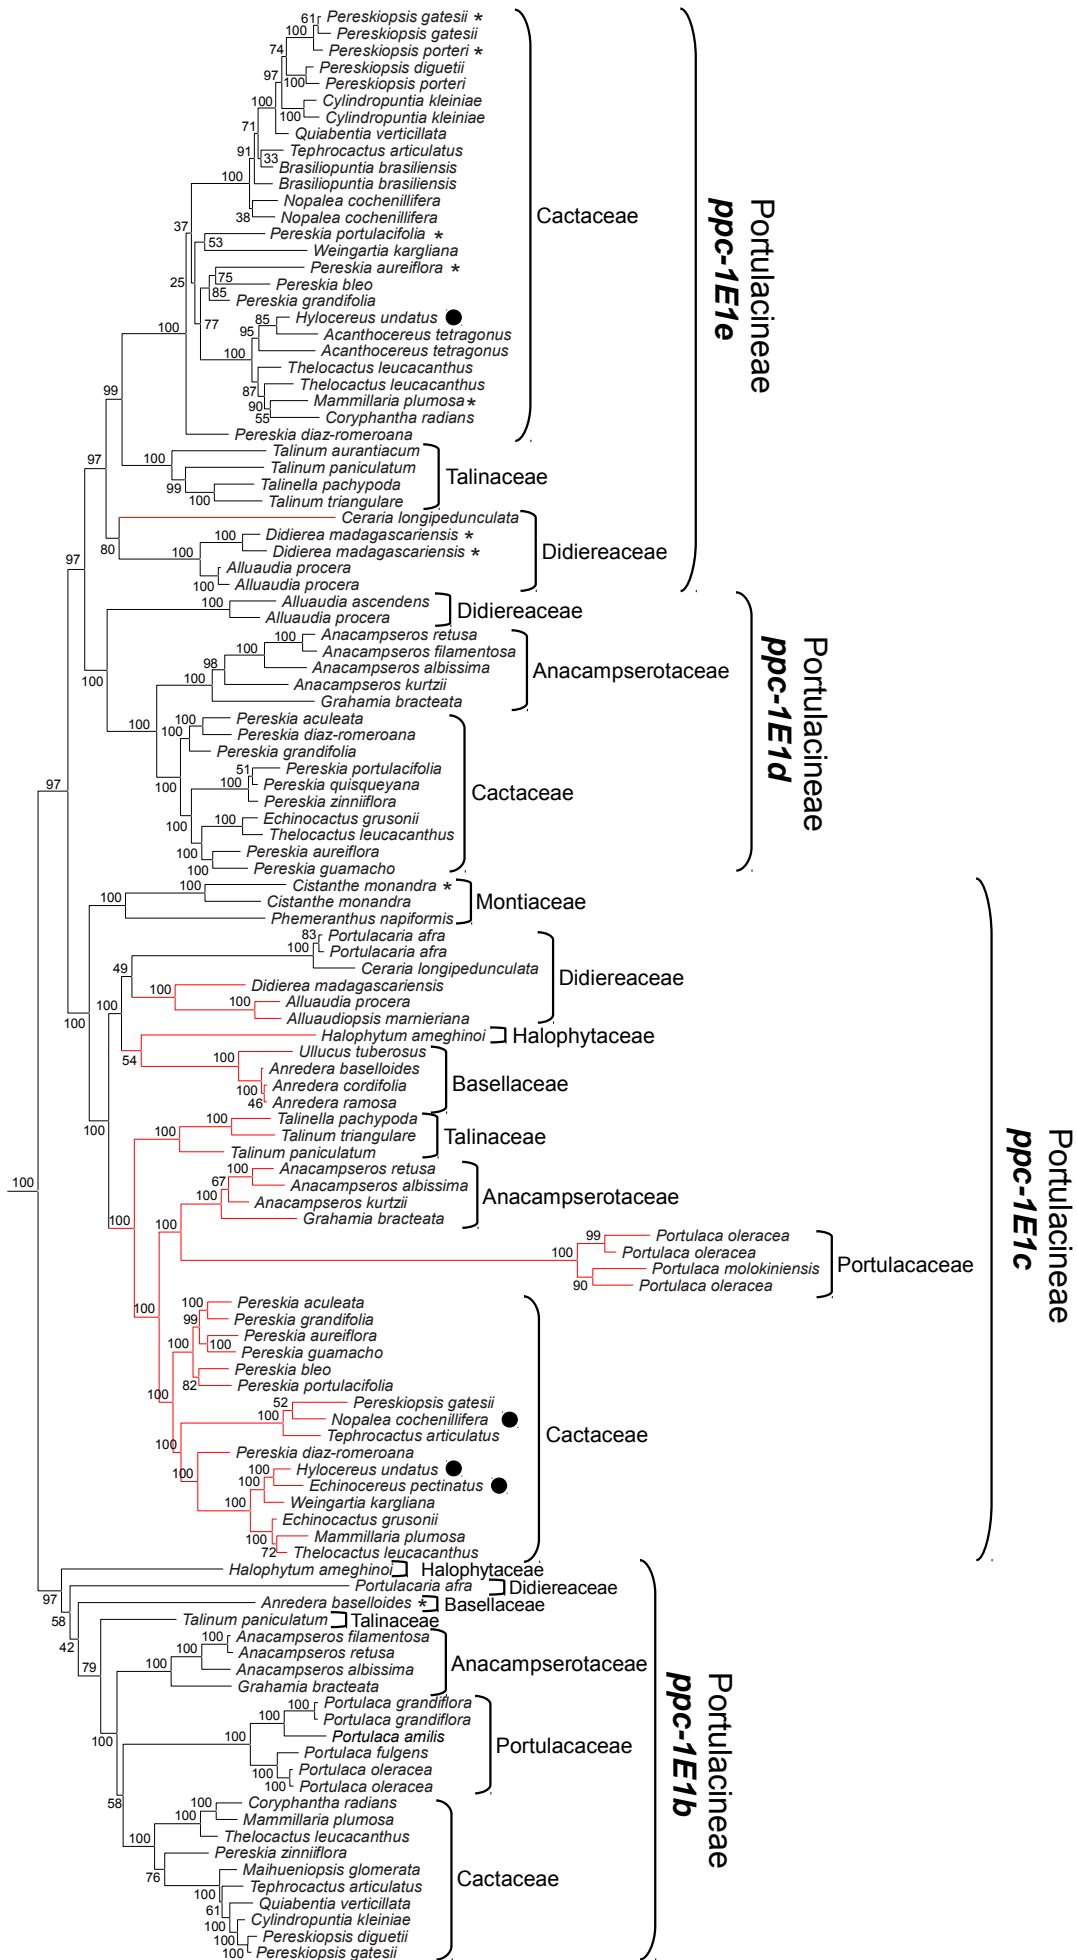 61 Pereskiopsis gatesii *
100 Pereskiopsis gatesii
74 Pereskiopsis porteri *
Pereskiopsis diguetii
97 100 Pereskiopsis porteri
Cylindropuntia kleiniae
100 100 Cylindropuntia kleiniae
71 Quiabentia verticillata
Tephrocactus articulatus
91 33 Brasiliopuntia brasiliensis
100 Brasiliopuntia brasiliensis
Nopalea cochenillifera
38 Nopalea cochenillifera
Cactaceae
37 Pereskia portulacifolia *
53 Weingartia kargliana
Pereskia aureiflora *
25 75 Pereskia bleo
85 Pereskia grandifolia
77 85 Hylocereus undatus
95 Acanthocereus tetragonus
100 100 Acanthocereus tetragonus
Thelocactus leucacanthus
87 Thelocactus leucacanthus
90 Mammillaria plumosa *
55 Coryphantha radians
Pereskia diaz-romeroana
99 Talinum aurantiacum
100 Talinum paniculatum
97 99 Talinella pachypoda
100 Talinum triangulare
Talinaceae
Ceraria longipedunculata
80 100 Didierea madagascariensis *
100 Didierea madagascariensis *
97 Alluaudia procera
100 Alluaudia procera
Didiereaceae
Portulacineae
ppc-1E1e
Alluaudia ascendens
100 Alluaudia procera
Didiereaceae
100 Anacampseros retusa
100 Anacampseros filamentosa
98 Anacampseros albissima
100 100 Anacampseros kurtzii
Grahamia bracteata
Anacampserotaceae
100 100 Pereskia aculeata
100 Pereskia diaz-romeroana
Pereskia grandifolia
51 Pereskia portulacifolia
100 100 Pereskia quisqueyana
97 Pereskia zinniiflora
100 100 Echinocactus grusonii
Thelocactus leucacanthus
100 Pereskia aureiflora
100 Pereskia guamacho
Cactaceae
Portulacineae
ppc-1E1d
100 Cistanthe monandra *
100 Cistanthe monandra
Phemeranthus napiformis
Montiaceae
83 Portulacaria afra
100 Portulacaria afra
49 Ceraria longipedunculata
100 Didierea madagascariensis
100 100 100 Alluaudia procera
Alluaudiopsis marnieriana
Didiereaceae
Halophytum ameghinoi
Halophytaceae
54 100 Ullucus tuberosus
Anredera baselloides
100 Anredera cordifolia
46 Anredera ramosa
Basellaceae
100 100 Talinella pachypoda
100 Talinum triangulare
Talinum paniculatum
Talinaceae
100 100 Anacampseros retusa
67 Anacampseros albissima
100 Anacampseros kurtzii
100 100 Grahamia bracteata
Anacampserotaceae
99 Portulaca oleracea
100 Portulaca oleracea
Portulaca molokiniensis
90 Portulaca oleracea
Portulacaceae
100 100 Pereskia aculeata
99 Pereskia grandifolia
Pereskia aureiflora
100 100 Pereskia guamacho
Pereskia bleo
100 82 Pereskia portulacifolia
52 Pereskiopsis gatesii
100 Nopalea cochenillifera
Tephrocactus articulatus
100 Pereskia diaz-romeroana
100 100 Hylocereus undatus
100 Echinocereus pectinatus
100 Weingartia kargliana
Echinocactus grusonii
100 Mammillaria plumosa
72 Thelocactus leucacanthus
Cactaceae
Portulacineae
ppc-1E1c
Halophytum ameghinoi
Halophytaceae
97 Portulacaria afra
Didiereaceae
58 Anredera baselloides *
Basellaceae
42 Talinum paniculatum
Talinaceae
79 100 Anacampseros filamentosa
100 Anacampseros retusa
100 Anacampseros albissima
Grahamia bracteata
Anacampserotaceae
100 100 Portulaca grandiflora
100 Portulaca grandiflora
100 Portulaca amilis
Portulaca fulgens
100 Portulaca oleracea
100 Portulaca oleracea
Portulacaceae
58 100 Coryphantha radians
100 Mammillaria plumosa
100 Thelocactus leucacanthus
Pereskia zinniiflora
76 Maihueniopsis glomerata
100 Tephrocactus articulatus
61 Quiabentia verticillata
100 Cylindropuntia kleiniae
100 Pereskiopsis diguetii
100 Pereskiopsis gatesii
Cactaceae
Portulacineae
ppc-1E1b